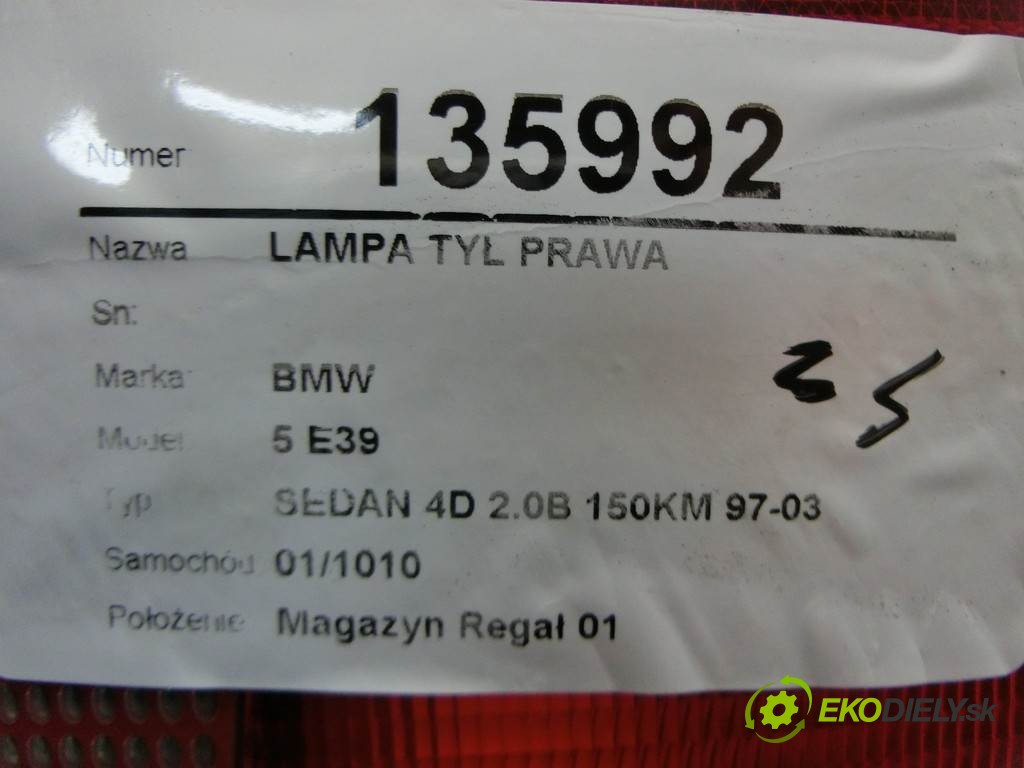 Numer 135992
Nazwa LAMPA TYŁ PRAWA
Sn:
Marka BMW
Model 5 E39
Typ SEDAN 4D 2.0B 150KM 97-03
Samochód 01/1010
Położenie Magazyn Regał 01
EKODIELY.sk